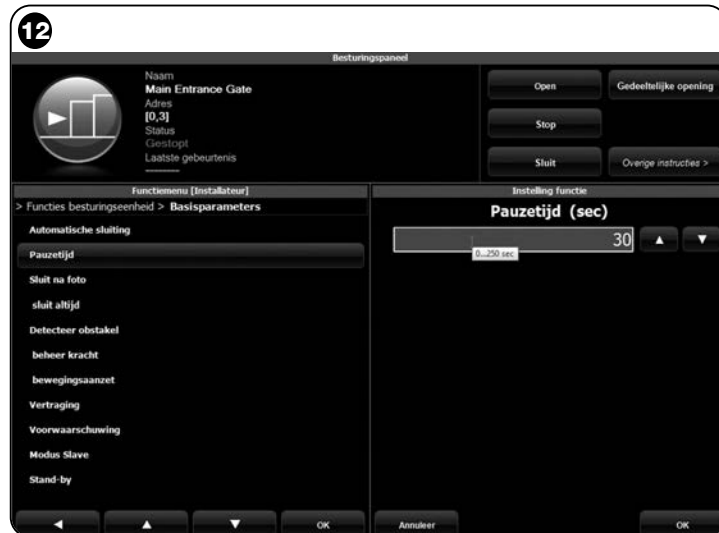 12
Besturingspaneel
Naam
Main Entrance Gate
Adres
[0,3]
Status
Gestopt
Laatste gebeurtenis
--------
Open
Gedeeltelijke opening
Stop
Sluit
Overige instructies >
Functiemenu [Installateur]
> Functies besturingseenheid > Basisparameters
Automatische sluiting
Pauzetijd
Sluit na foto
sluit altijd
Detecteer obstakel
beheer kracht
bewegingsaanzet
Vertraging
Voorwaarschuwing
Modus Slave
Stand-by
OK
Instelling functie
Pauzetijd (sec)
30
0...250 sec
Annuleer
OK